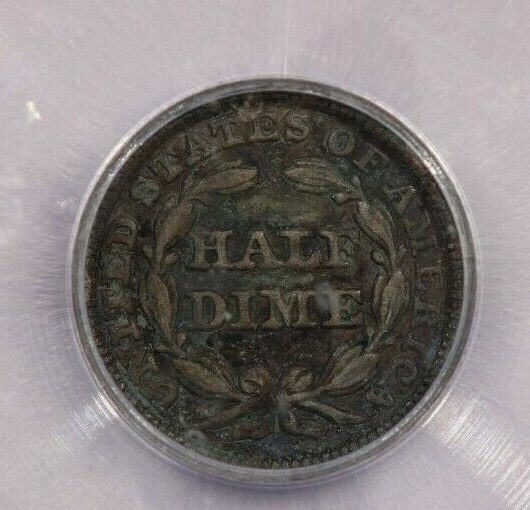 UNITED STATES OF AMERICA
HALF
DIME